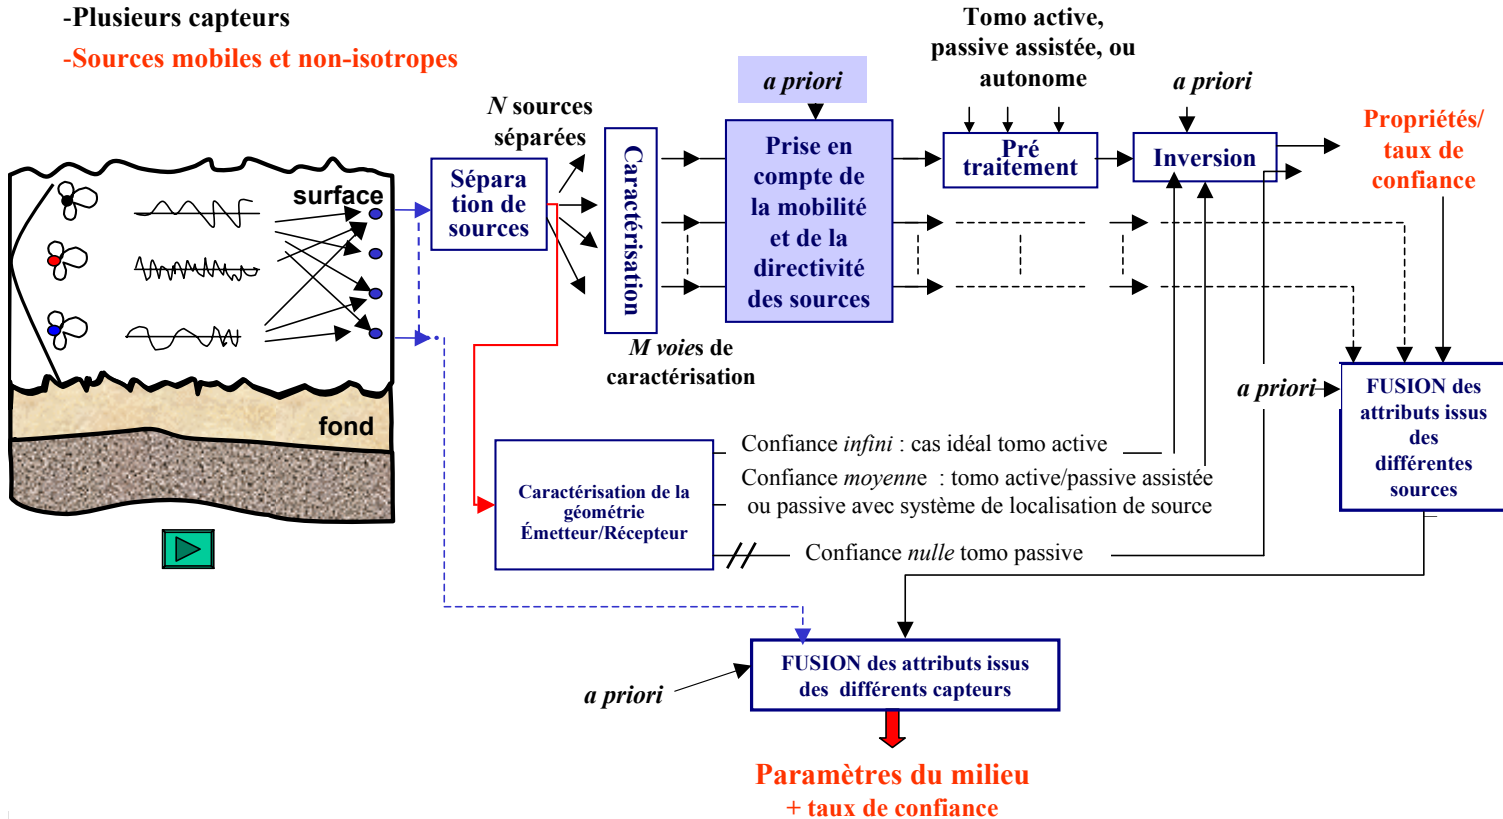 -Plusieurs capteurs
-Sources mobiles et non-isotropes
Tomo active,
passive assistée, ou
autonome
a priori
a priori
N sources
séparées
Propriétés/
taux de
confiance
surface
Sépara
tion de
sources
Caractérisation
Prise en
compte de
la mobilité
et de la
directivité
des sources
Pré
traitement
Inversion
M voies de
caractérisation
fond
a priori
FUSION des
attributs issus
des
différentes
sources
Caractérisation de la
géométrie
Émetteur/Récepteur
Confiance infini : cas idéal tomo active
Confiance moyenne : tomo active/passive assistée
ou passive avec système de localisation de source
Confiance nulle tomo passive
FUSION des attributs issus
des différents capteurs
a priori
Paramètres du milieu
+ taux de confiance